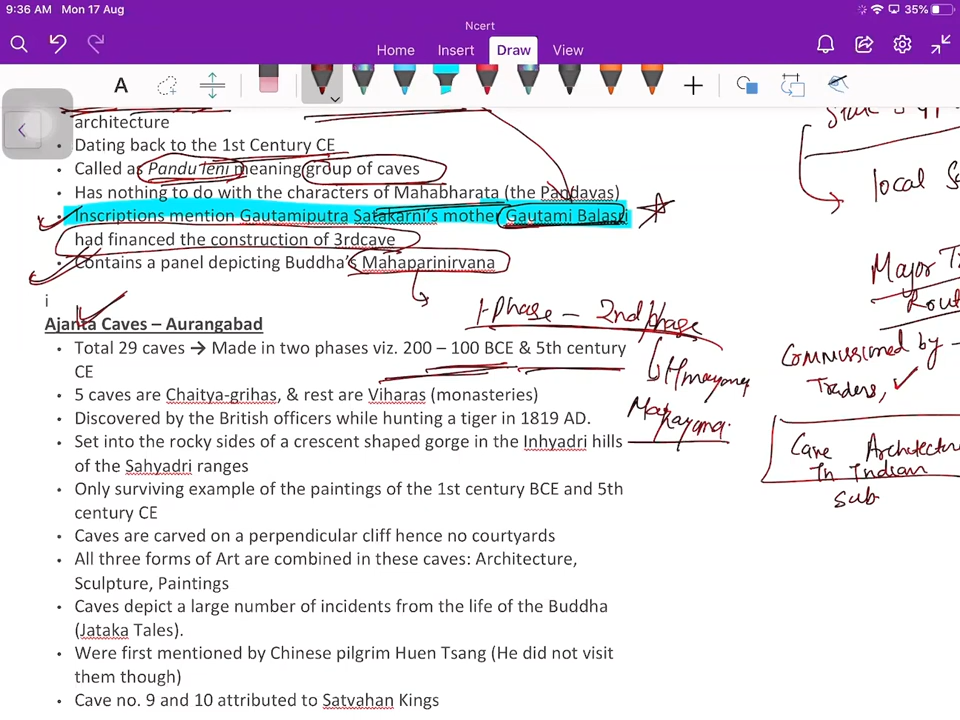 9:36 AM Mon 17 Aug
35%
Ncert
Home Insert Draw View
A
architecture
• Dating back to the 1st Century CE
• Called as Pandu Teni meaning group of caves
• Has nothing to do with the characters of Mahabharata (the Pandavas)
• Inscriptions mention Gautamiputra Satakarni's mother Gautami Balasri
had financed the construction of 3rdcave
• Contains a panel depicting Buddha's Mahaparinirvana
i
Ajanta Caves – Aurangabad
• Total 29 caves → Made in two phases viz. 200 – 100 BCE & 5th century
CE
• 5 caves are Chaitya-grihas, & rest are Viharas (monasteries)
• Discovered by the British officers while hunting a tiger in 1819 AD.
• Set into the rocky sides of a crescent shaped gorge in the Inhyadri hills
of the Sahyadri ranges
• Only surviving example of the paintings of the 1st century BCE and 5th
century CE
• Caves are carved on a perpendicular cliff hence no courtyards
• All three forms of Art are combined in these caves: Architecture,
Sculpture, Paintings
• Caves depict a large number of incidents from the life of the Buddha
(Jataka Tales).
• Were first mentioned by Chinese pilgrim Huen Tsang (He did not visit
them though)
• Cave no. 9 and 10 attributed to Satvahan Kings
1-phase – 2nd phase
Hinayana
Mahayana.
local
Major
Rout
Commissioned by –
Traders,
Cave Architectur
In Indian
Sub